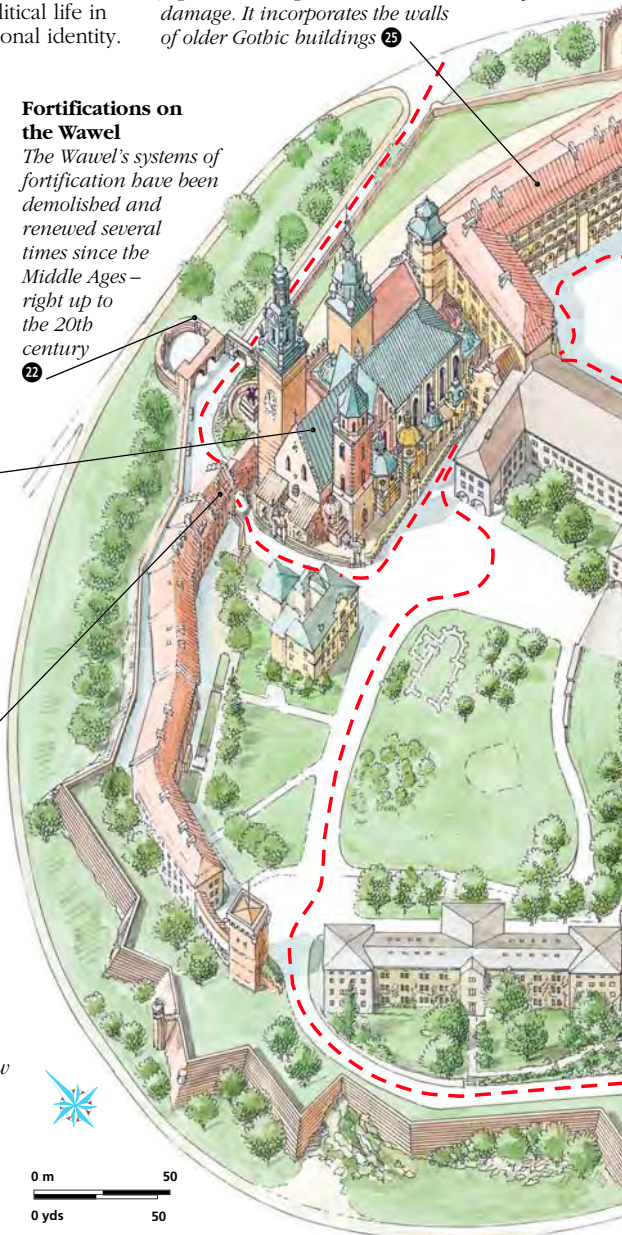 litical life in
onal identity.
damage. It incorporates the walls
of older Gothic buildings 25
Fortifications on
the Wawel
The Wawel's systems of
fortification have been
demolished and
renewed several
times since the
Middle Ages –
right up to
the 20th
century
22
w
0 m 50
0 yds 50